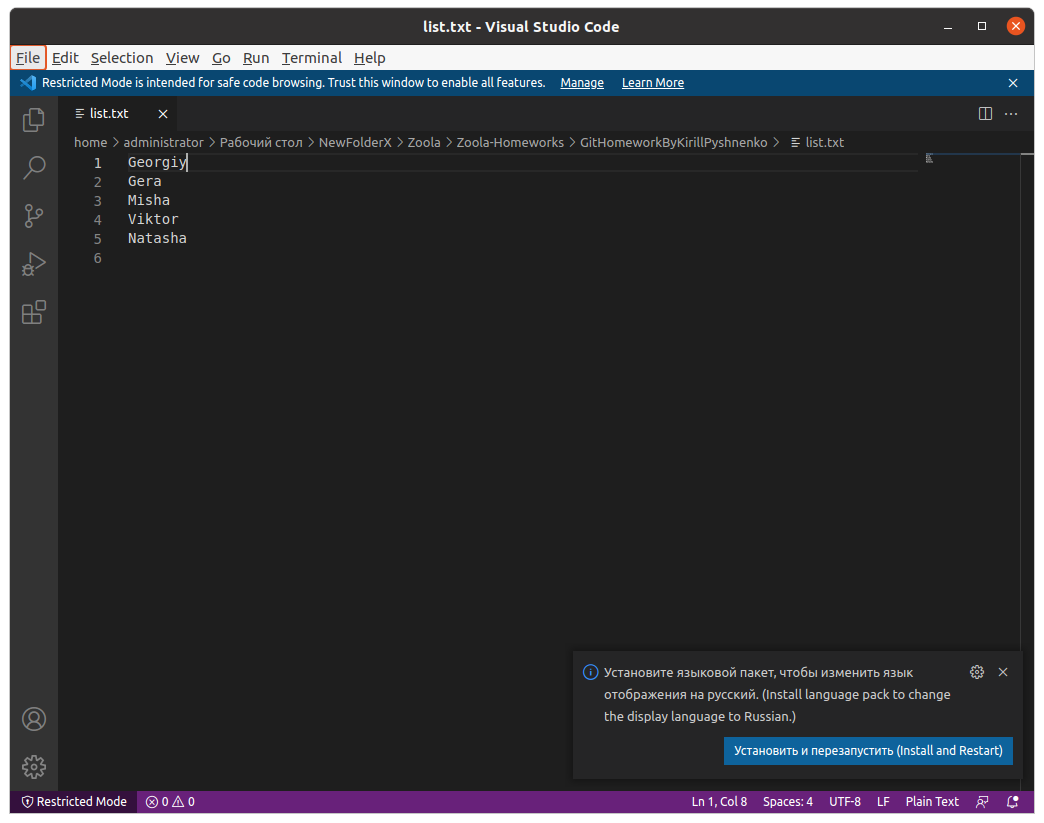 list.txt - Visual Studio Code
File Edit Selection View Go Run Terminal Help
Restricted Mode is intended for safe code browsing. Trust this window to enable all features. Manage Learn More
list.txt
home > administrator > Рабочий стол > NewFolderX > Zoola > Zoola-Homeworks > GitHomeworkByKirillPyshnenko > list.txt
1 Georgiy
2 Gera
3 Misha
4 Viktor
5 Natasha
6
Установите языковой пакет, чтобы изменить язык
отображения на русский. (Install language pack to change
the display language to Russian.)
Установить и перезапустить (Install and Restart)
Restricted Mode 0 0 Ln 1, Col 8 Spaces: 4 UTF-8 LF Plain Text